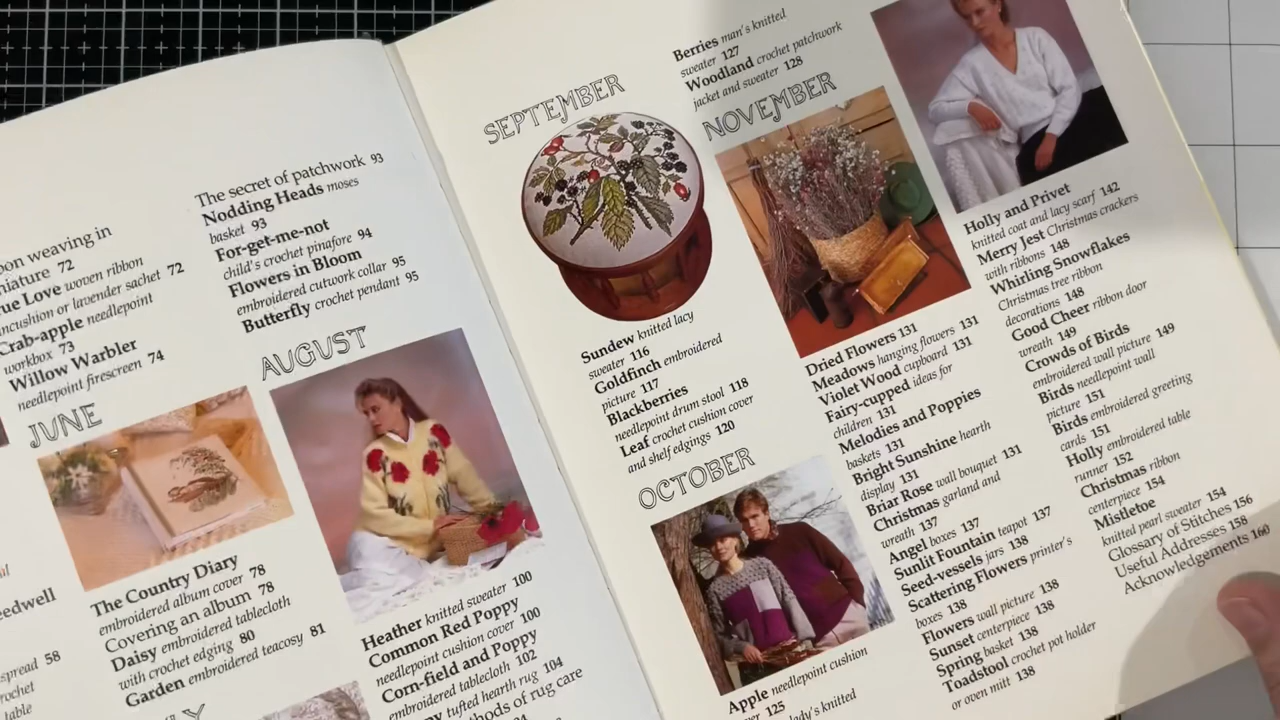 bon weaving in
niature 72
rue Love woven ribbon
incushion or lavender sachet 72
Crab-apple needlepoint
workbox 73
Willow Warbler
needlepoint firescreen 74
JUNE
The Country Diary
embroidered album cover 78
Covering an album 78
Daisy embroidered tablecloth
with crochet edging 80
Garden embroidered teacosy 81
eedwell
spread 58
rochet
table
The secret of patchwork 93
Nodding Heads moses
basket 93
For-get-me-not
child's crochet pinafore 94
Flowers in Bloom
embroidered cutwork collar 95
Butterfly crochet pendant 95
AUGUST
Heather knitted sweater 100
Common Red Poppy
needlepoint cushion cover 100
Corn-field and Poppy
embroidered tablecloth 102
tufted hearth rug 104
hods of rug care
SEPTEMBER
Sundew knitted lacy
sweater 116
Goldfinch embroidered
picture 117
Blackberries
needlepoint drum stool 118
Leaf crochet cushion cover
and shelf edgings 120
OCTOBER
Apple needlepoint cushion
er 125
lady's knitted
Berries man's knitted
sweater 127
Woodland crochet patchwork
jacket and sweater 128
NOVEMBER
Dried Flowers 131
Meadows hanging flowers 131
Violet Wood cupboard 131
Fairy-cupped ideas for
children 131
Melodies and Poppies
baskets 131
Bright Sunshine hearth
display 131
Briar Rose wall bouquet 131
Christmas garland and
wreath 137
Angel boxes 137
Sunlit Fountain teapot 137
Seed-vessels jars 138
Scattering Flowers printer's
boxes 138
Flowers wall picture 138
Sunset centerpiece 138
Spring basket 138
Toadstool crochet pot holder
or oven mitt 138
Holly and Privet
knitted coat and lacy scarf 142
Merry Jest Christmas crackers
with ribbons 148
Whirling Snowflakes
Christmas tree ribbon
decorations 148
Good Cheer ribbon door
wreath 149
Crowds of Birds
embroidered wall picture 149
Birds needlepoint wall
picture 151
Birds embroidered greeting
cards 151
Holly embroidered table
runner 152
Christmas ribbon
centerpiece 154
Mistletoe
knitted pearl sweater 154
Glossary of Stitches 156
Useful Addresses 158
Acknowledgements 160